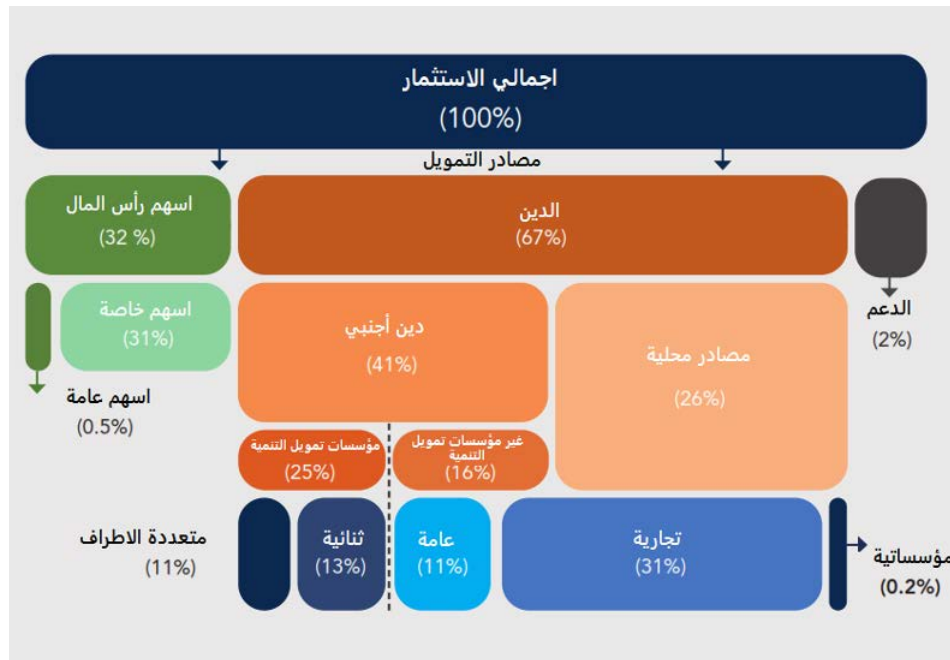 اجمالي الاستثمار
(100%)
مصادر التمويل
اسهم رأس المال
(32 %)
الدين
(67%)
الدعم
(2%)
اسهم خاصة
(31%)
اسهم عامة
(0.5%)
دين أجنبي
(41%)
مصادر محلية
(26%)
مؤسسات تمويل التنمية
(25%)
غير مؤسسات تمويل
التنمية
(16%)
متعددة الاطراف
(11%)
ثنائية
(13%)
عامة
(11%)
تجارية
(31%)
مؤسساتية
(0.2%)